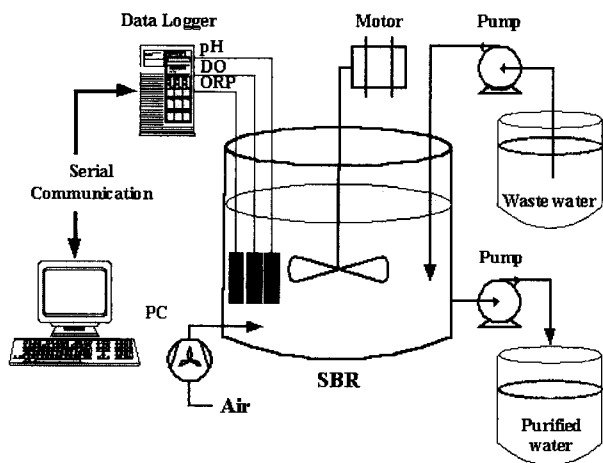 Data Logger
Motor
Pump
pH
DO
ORP
Serial
Communication
Waste water
Pump
PC
SBR
Air
Purified
water